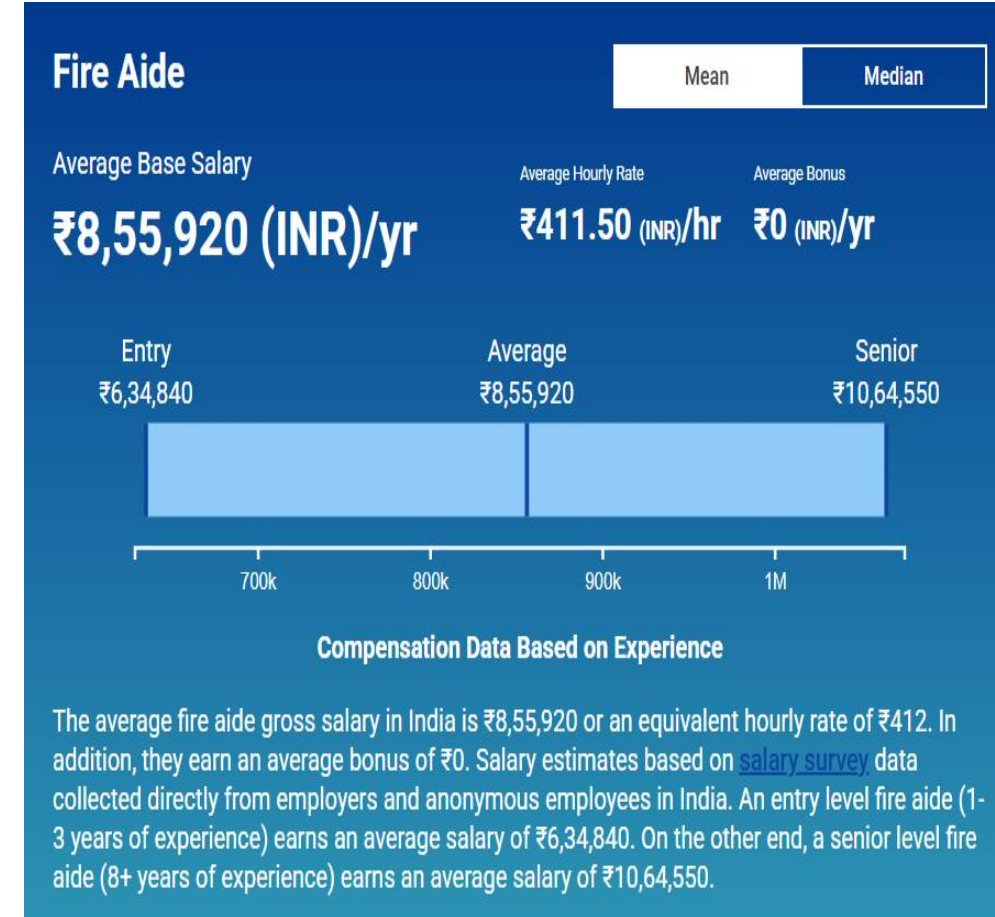 Fire Aide
Mean
Median
Average Base Salary
Average Hourly Rate
Average Bonus
₹8,55,920 (INR)/yr
₹411.50 (INR)/hr
₹0 (INR)/yr
Entry
Average
Senior
₹6,34,840
₹8,55,920
₹10,64,550
700k
800k
900k
1M
Compensation Data Based on Experience
The average fire aide gross salary in India is ₹8,55,920 or an equivalent hourly rate of ₹412. In
addition, they earn an average bonus of ₹0. Salary estimates based on salary survey data
collected directly from employers and anonymous employees in India. An entry level fire aide (1-
3 years of experience) earns an average salary of ₹6,34,840. On the other end, a senior level fire
aide (8+ years of experience) earns an average salary of ₹10,64,550.